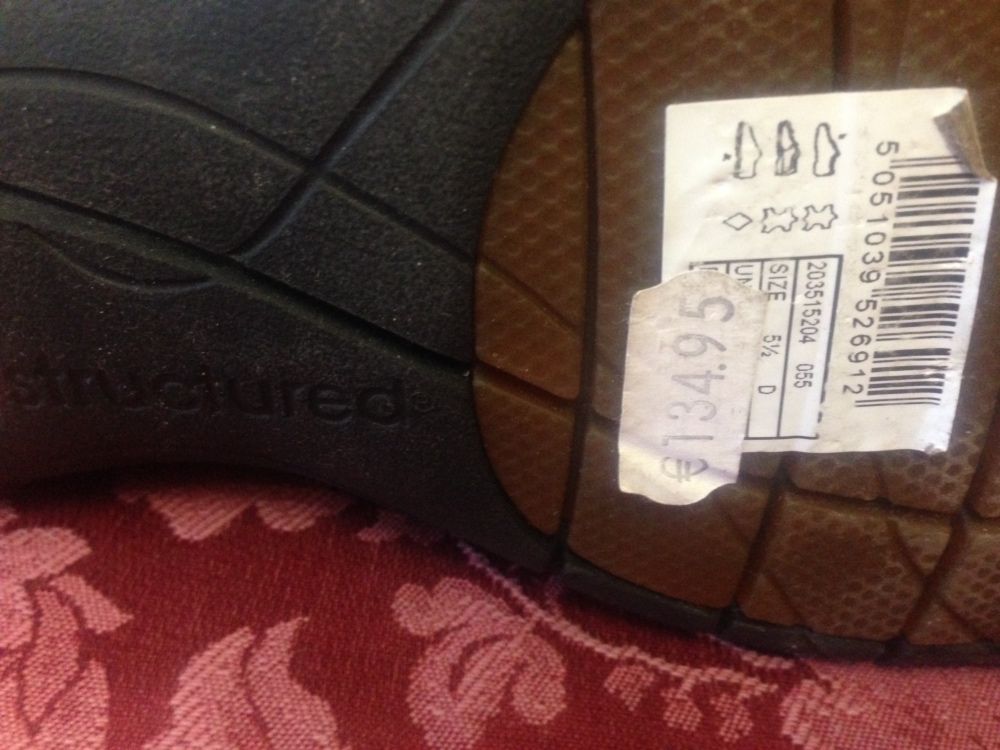 structured
5 051039 526912
203515204 055
SIZE 5½ D
€134.95